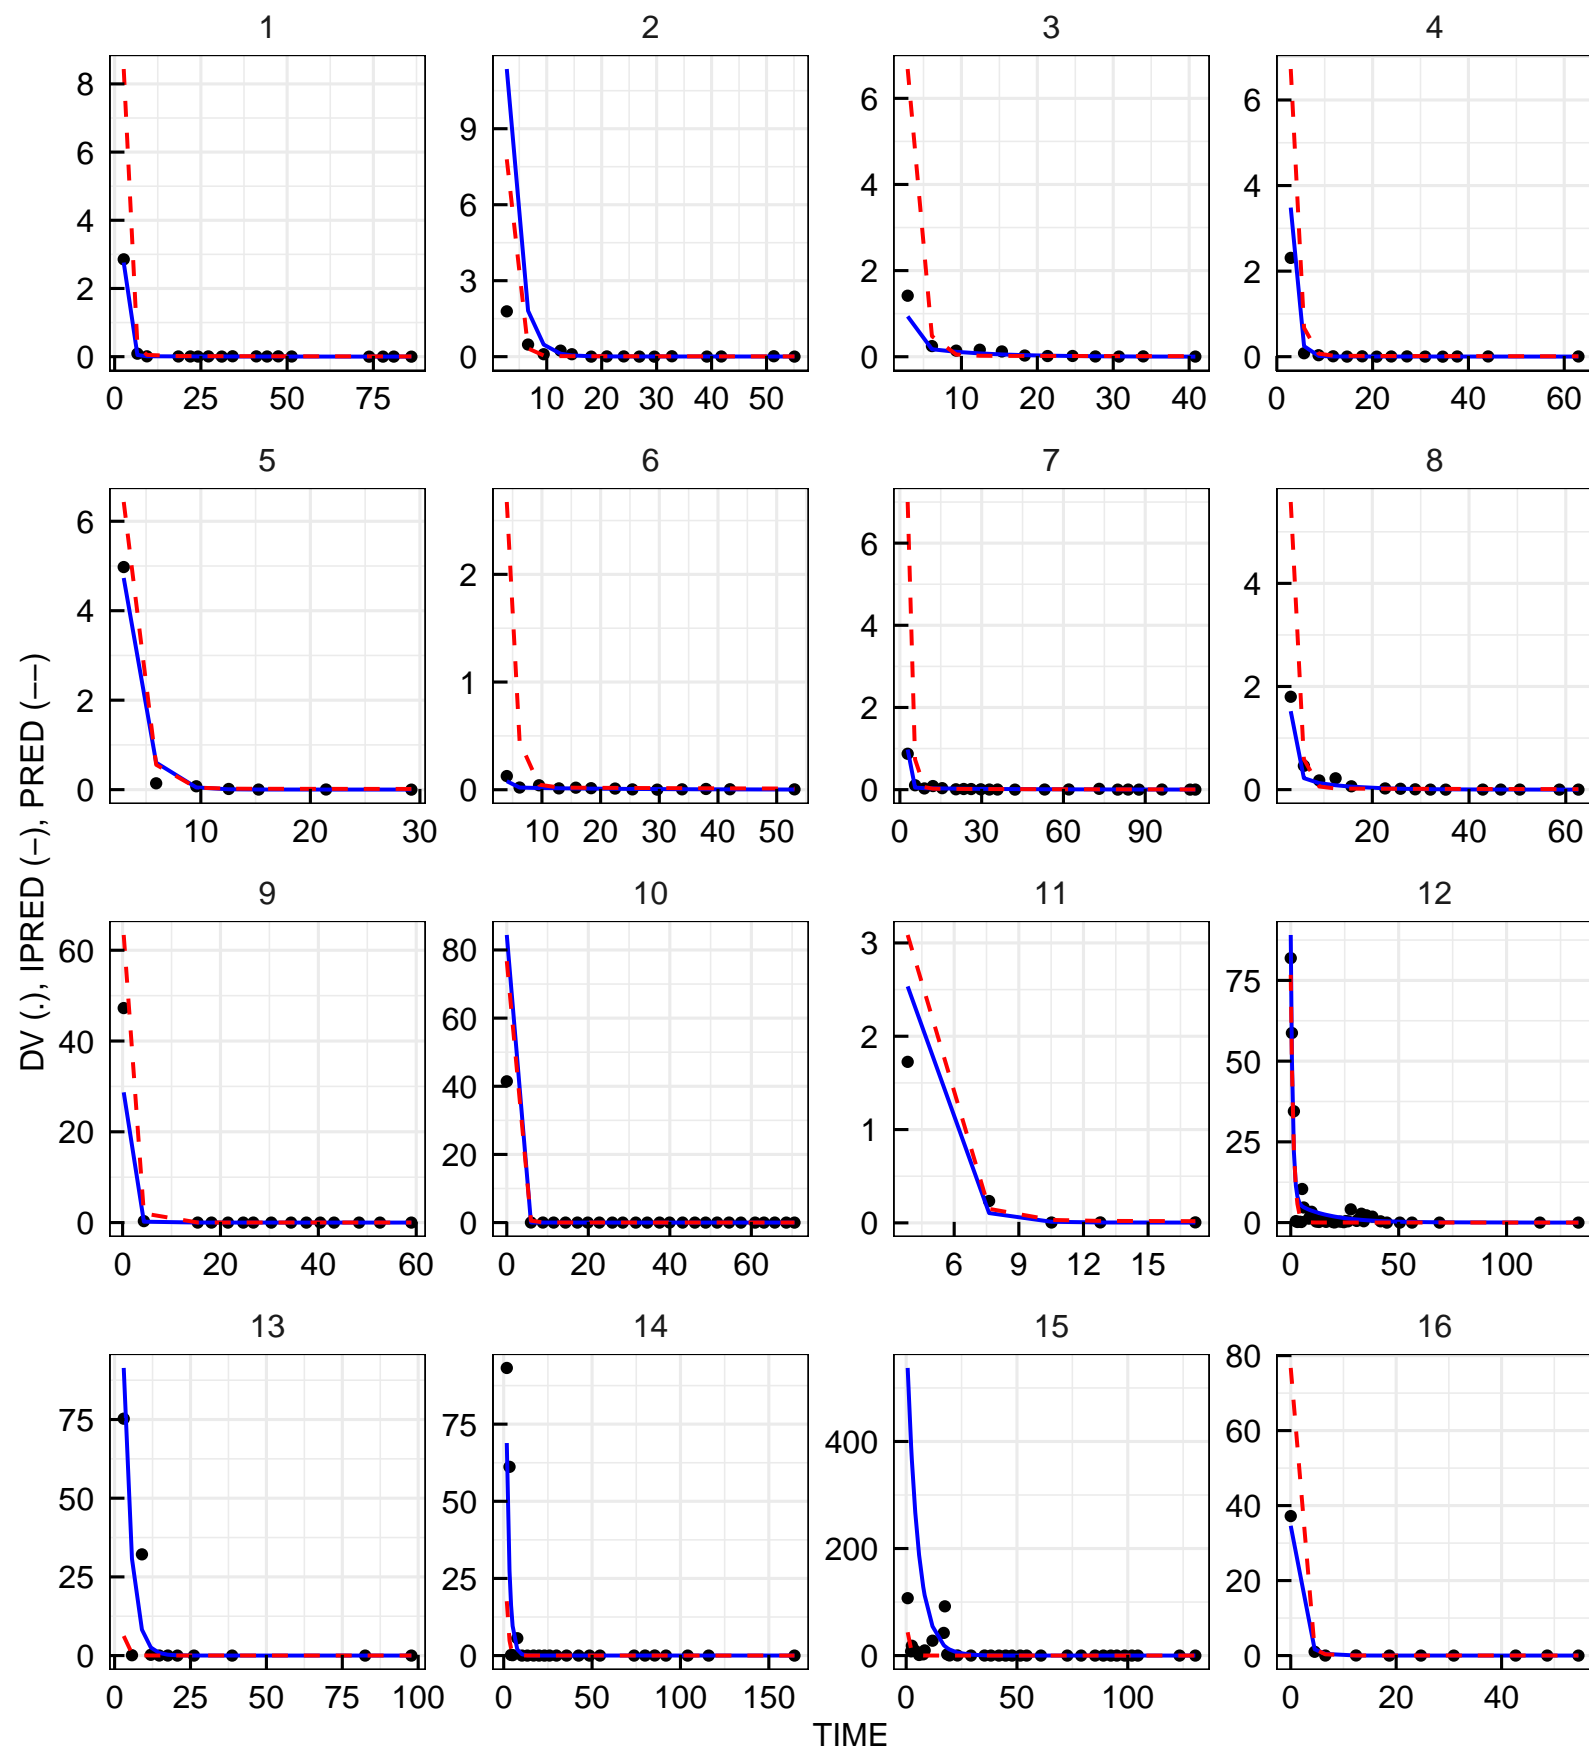 1 2 3 4
8 6 4 2 0
0 25 50 75
9 6 3 0
10 20 30 40 50
6 4 2 0
10 20 30 40
6 4 2 0
0 20 40 60
5 6 7 8
6 4 2 0
10 20 30
2 1 0
10 20 30 40 50
6 4 2 0
0 30 60 90
4 2 0
20 40 60
DV (.), IPRED (−), PRED (−−)
9 10 11 12
60 40 20 0
0 20 40 60
80 60 40 20 0
0 20 40 60
3 2 1 0
6 9 12 15
75 50 25 0
0 50 100
13 14 15 16
75 50 25 0
0 25 50 75 100
75 50 25 0
0 50 100 150
400 200 0
0 50 100
80 60 40 20 0
0 20 40
TIME